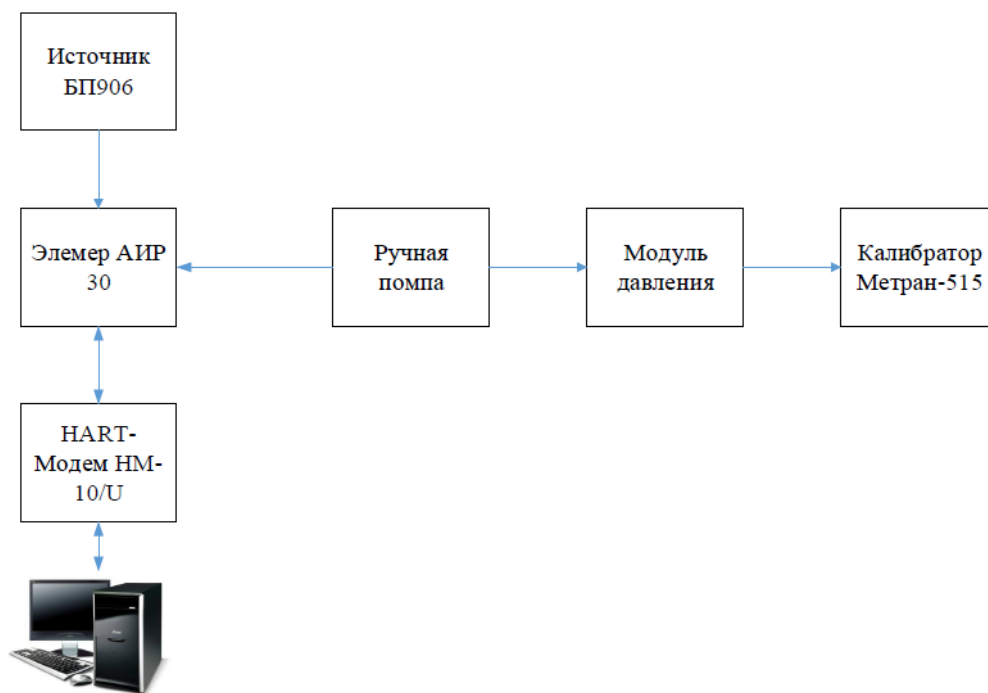 Источник
БП906
Элемер АИР
30
Ручная
помпа
Модуль
давления
Калибратор
Метран-515
HART-
Модем HM-
10/U